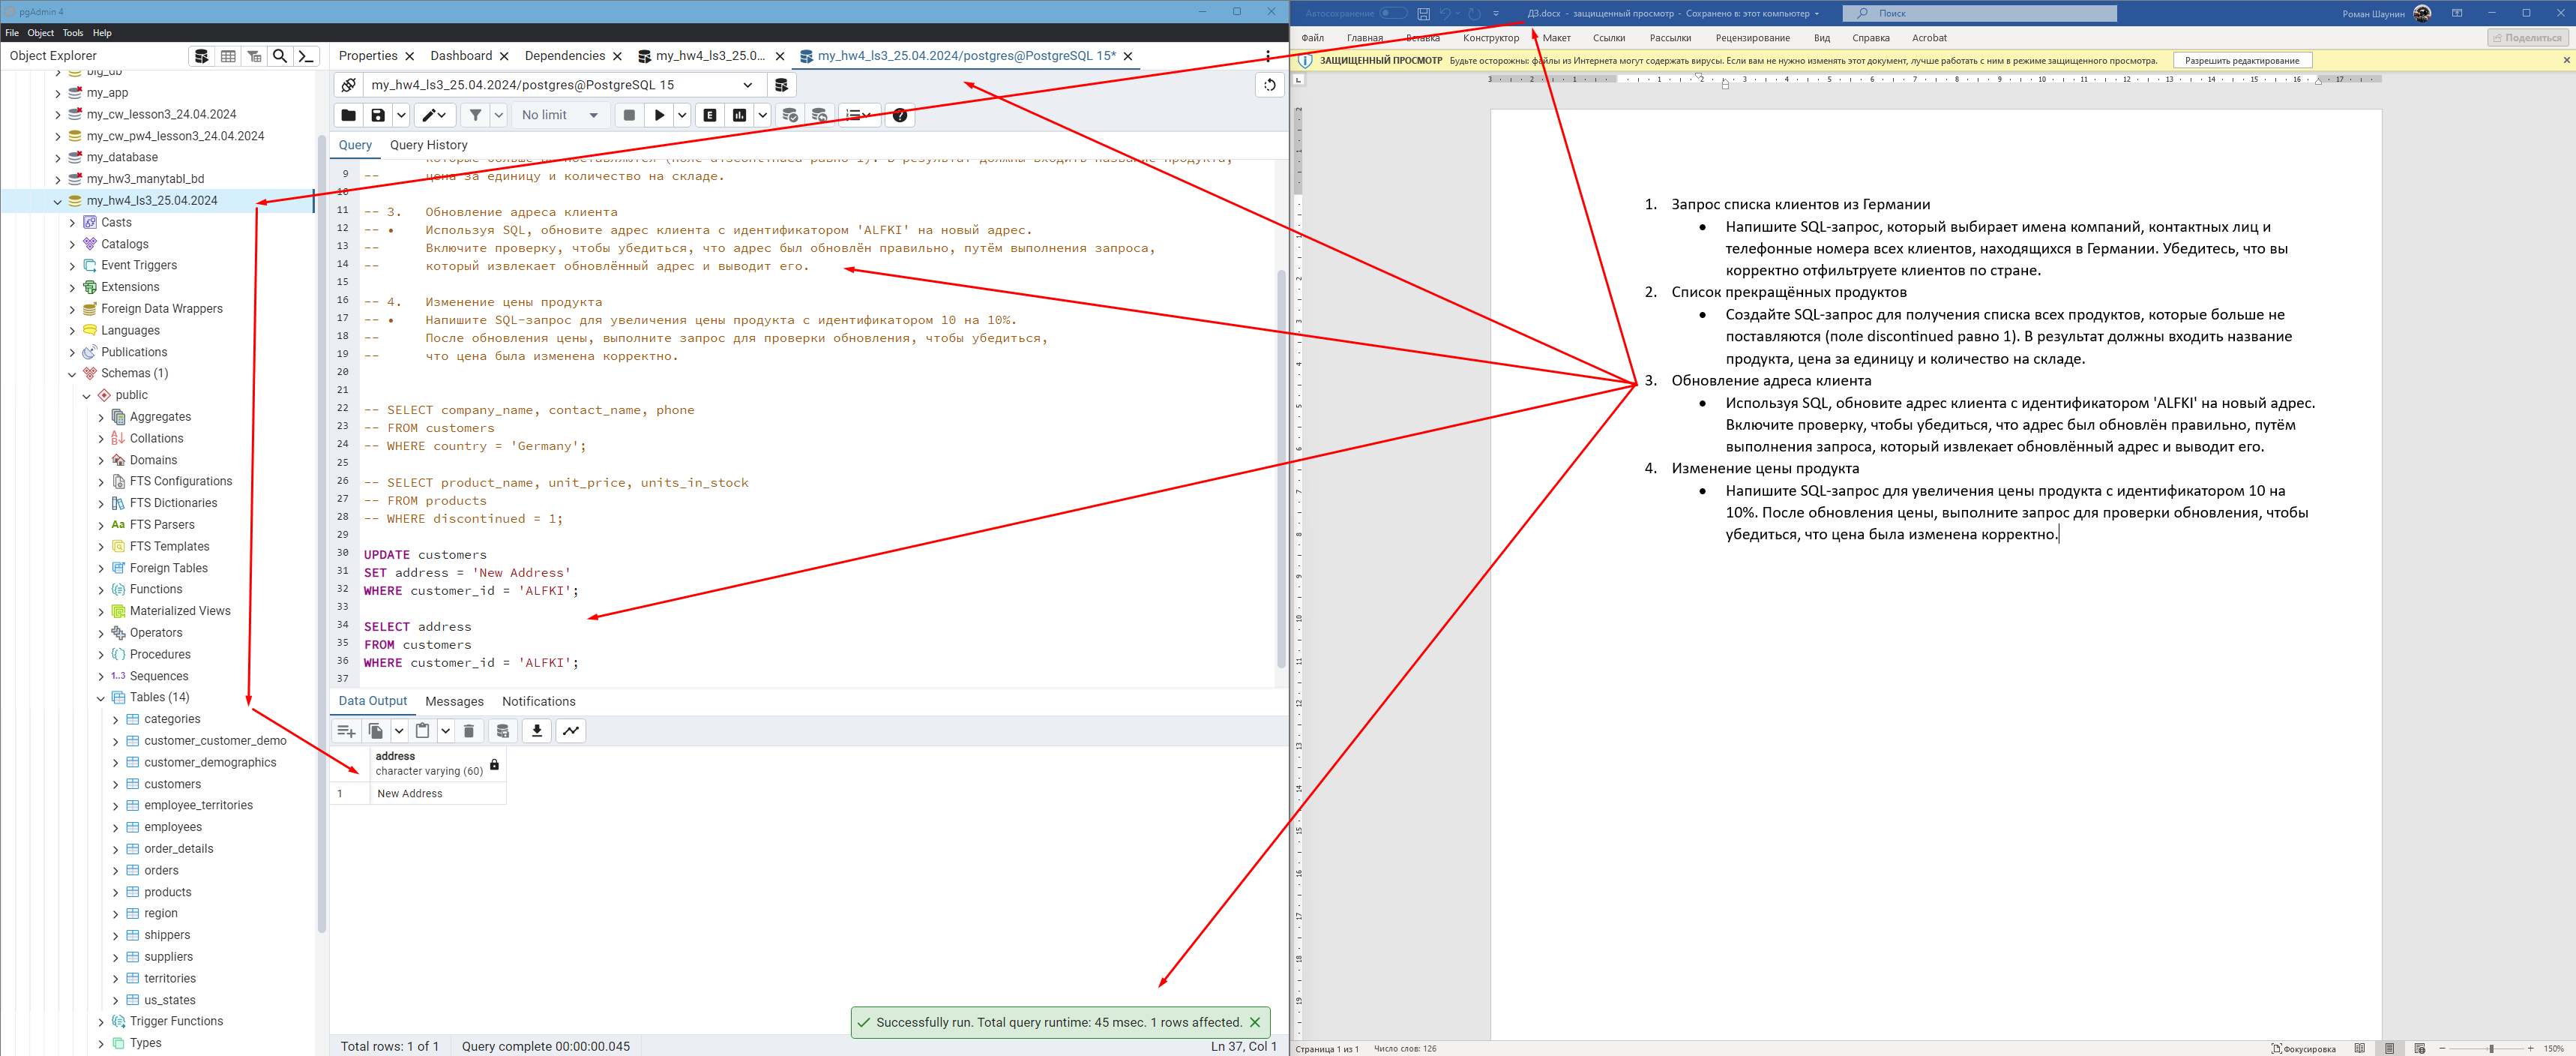 pgAdmin 4
File Object Tools Help
Object Explorer
big_db
my_app
my_cw_lesson3_24.04.2024
my_cw_pw4_lesson3_24.04.2024
my_database
my_hw3_manytabl_bd
my_hw4_ls3_25.04.2024
Casts
Catalogs
Event Triggers
Extensions
Foreign Data Wrappers
Languages
Publications
Schemas (1)
public
Aggregates
Collations
Domains
FTS Configurations
FTS Dictionaries
Aa FTS Parsers
FTS Templates
Foreign Tables
Functions
Materialized Views
Operators
Procedures
1..3 Sequences
Tables (14)
categories
customer_customer_demo
customer_demographics
customers
employee_territories
employees
order_details
orders
products
region
shippers
suppliers
territories
us_states
Trigger Functions
Types
Properties Dashboard Dependencies my_hw4_ls3_25.0... my_hw4_ls3_25.04.2024/postgres@PostgreSQL 15*
my_hw4_ls3_25.04.2024/postgres@PostgreSQL 15
No limit
Query Query History
которые больше не поставляются (поле discontinued равно 1). В результат должны входить название продукта,
9 -- цена за единицу и количество на складе.
10
11 -- 3. Обновление адреса клиента
12 -- • Используя SQL, обновите адрес клиента с идентификатором 'ALFKI' на новый адрес.
13 -- Включите проверку, чтобы убедиться, что адрес был обновлён правильно, путём выполнения запроса,
14 -- который извлекает обновлённый адрес и выводит его.
15
16 -- 4. Изменение цены продукта
17 -- • Напишите SQL-запрос для увеличения цены продукта с идентификатором 10 на 10%.
18 -- После обновления цены, выполните запрос для проверки обновления, чтобы убедиться,
19 -- что цена была изменена корректно.
20
21
22 -- SELECT company_name, contact_name, phone
23 -- FROM customers
24 -- WHERE country = 'Germany';
25
26 -- SELECT product_name, unit_price, units_in_stock
27 -- FROM products
28 -- WHERE discontinued = 1;
29
30 UPDATE customers
31 SET address = 'New Address'
32 WHERE customer_id = 'ALFKI';
33
34 SELECT address
35 FROM customers
36 WHERE customer_id = 'ALFKI';
37
Data Output Messages Notifications
address
character varying (60)
1 New Address
Successfully run. Total query runtime: 45 msec. 1 rows affected.
Total rows: 1 of 1 Query complete 00:00:00.045 Ln 37, Col 1
Автосохранение ДЗ.docx - защищенный просмотр - Сохранено в: этот компьютер Поиск Роман Шаунин
Файл Главная Вставка Конструктор Макет Ссылки Рассылки Рецензирование Вид Справка Acrobat Поделиться
ЗАЩИЩЕННЫЙ ПРОСМОТР Будьте осторожны: файлы из Интернета могут содержать вирусы. Если вам не нужно изменять этот документ, лучше работать с ним в режиме защищенного просмотра. Разрешить редактирование
1. Запрос списка клиентов из Германии
• Напишите SQL-запрос, который выбирает имена компаний, контактных лиц и
телефонные номера всех клиентов, находящихся в Германии. Убедитесь, что вы
корректно отфильтруете клиентов по стране.
2. Список прекращённых продуктов
• Создайте SQL-запрос для получения списка всех продуктов, которые больше не
поставляются (поле discontinued равно 1). В результат должны входить название
продукта, цена за единицу и количество на складе.
3. Обновление адреса клиента
• Используя SQL, обновите адрес клиента с идентификатором 'ALFKI' на новый адрес.
Включите проверку, чтобы убедиться, что адрес был обновлён правильно, путём
выполнения запроса, который извлекает обновлённый адрес и выводит его.
4. Изменение цены продукта
• Напишите SQL-запрос для увеличения цены продукта с идентификатором 10 на
10%. После обновления цены, выполните запрос для проверки обновления, чтобы
убедиться, что цена была изменена корректно.
Страница 1 из 1 Число слов: 126 Фокусировка 150%